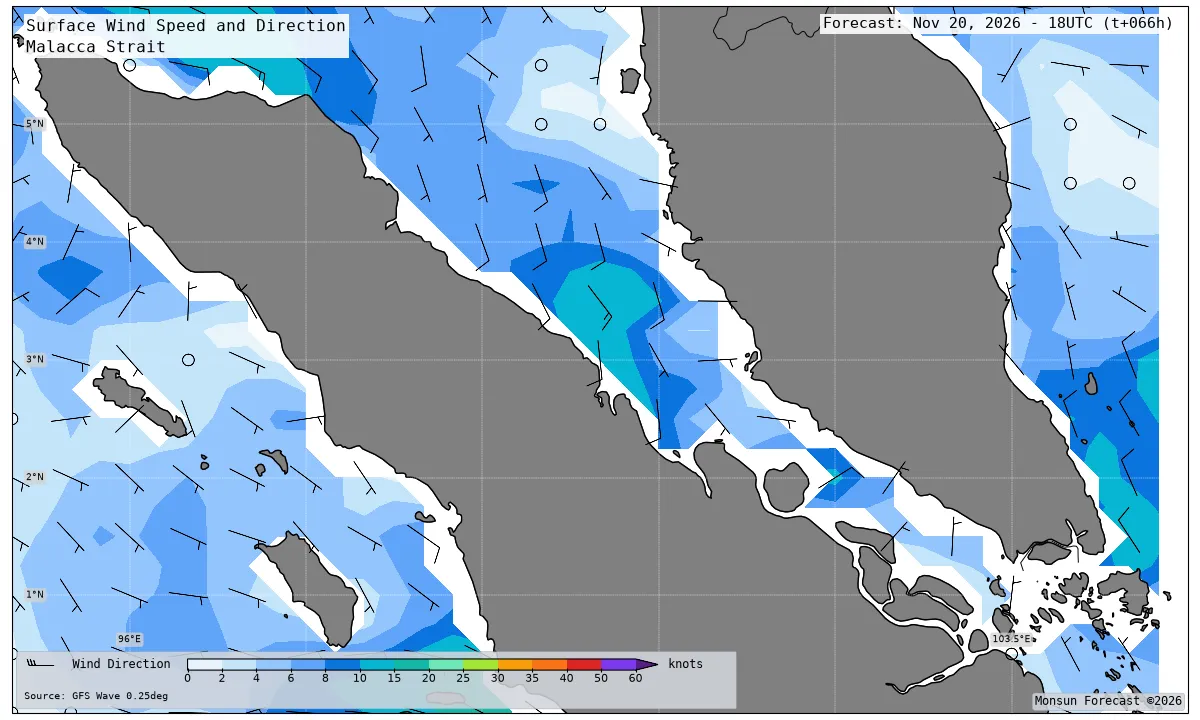 Surface Wind Speed and Direction
Malacca Strait
Forecast: Nov 20, 2026 - 18UTC (t+066h)
5°N
4°N
3°N
2°N
1°N
96°E
103.5°E
Wind Direction
knots
0 2 4 6 8 10 15 20 25 30 35 40 50 60
Source: GFS Wave 0.25deg
Monsun Forecast ©2026